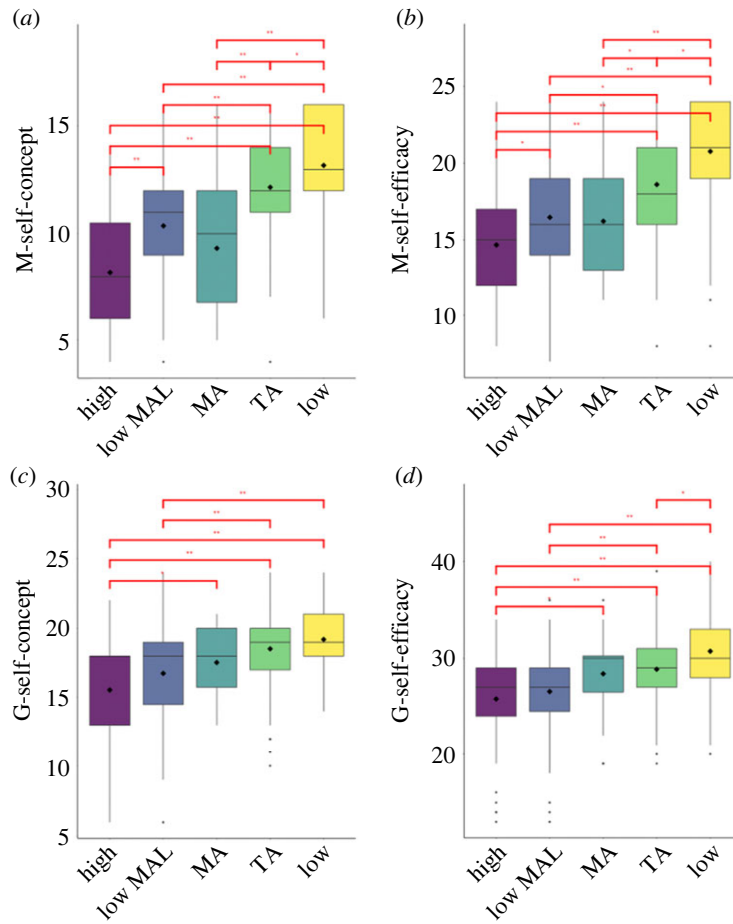 (a)
M-self-concept
15
10
5
high
low MAL
MA
TA
low
**
**
*
**
**
**
**
**
(b)
M-self-efficacy
25
20
15
10
high
low MAL
MA
TA
low
**
*
*
**
*
**
**
*
(c)
G-self-concept
30
25
20
15
10
5
high
low MAL
MA
TA
low
**
**
**
**
*
(d)
G-self-efficacy
40
30
20
high
low MAL
MA
TA
low
*
**
**
**
**
*